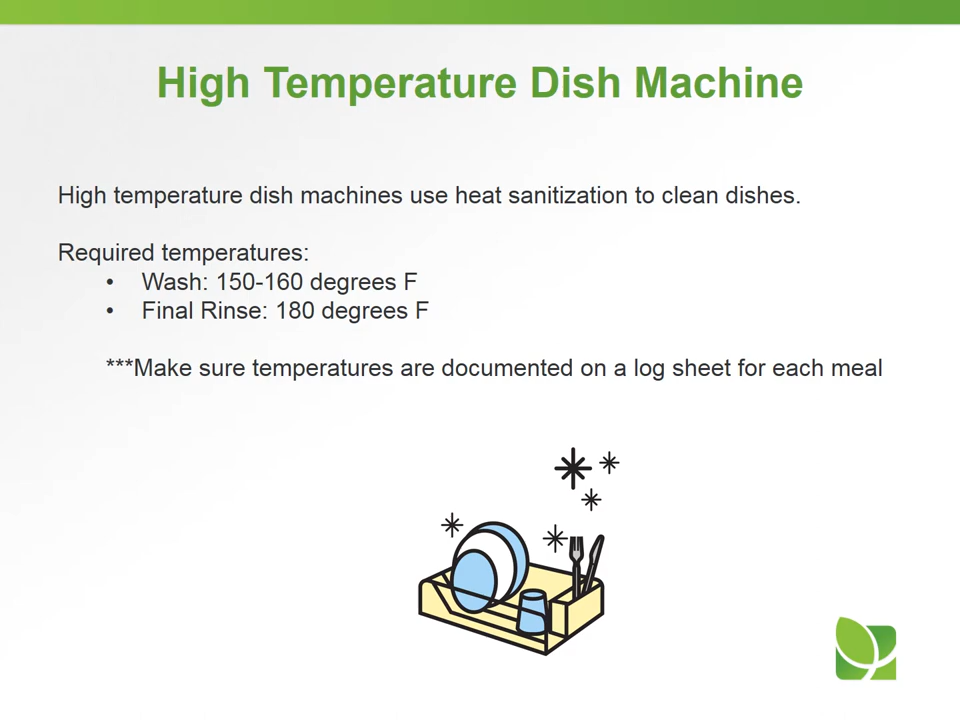 High Temperature Dish Machine
High temperature dish machines use heat sanitization to clean dishes.
Required temperatures:
• Wash: 150-160 degrees F
• Final Rinse: 180 degrees F
***Make sure temperatures are documented on a log sheet for each meal